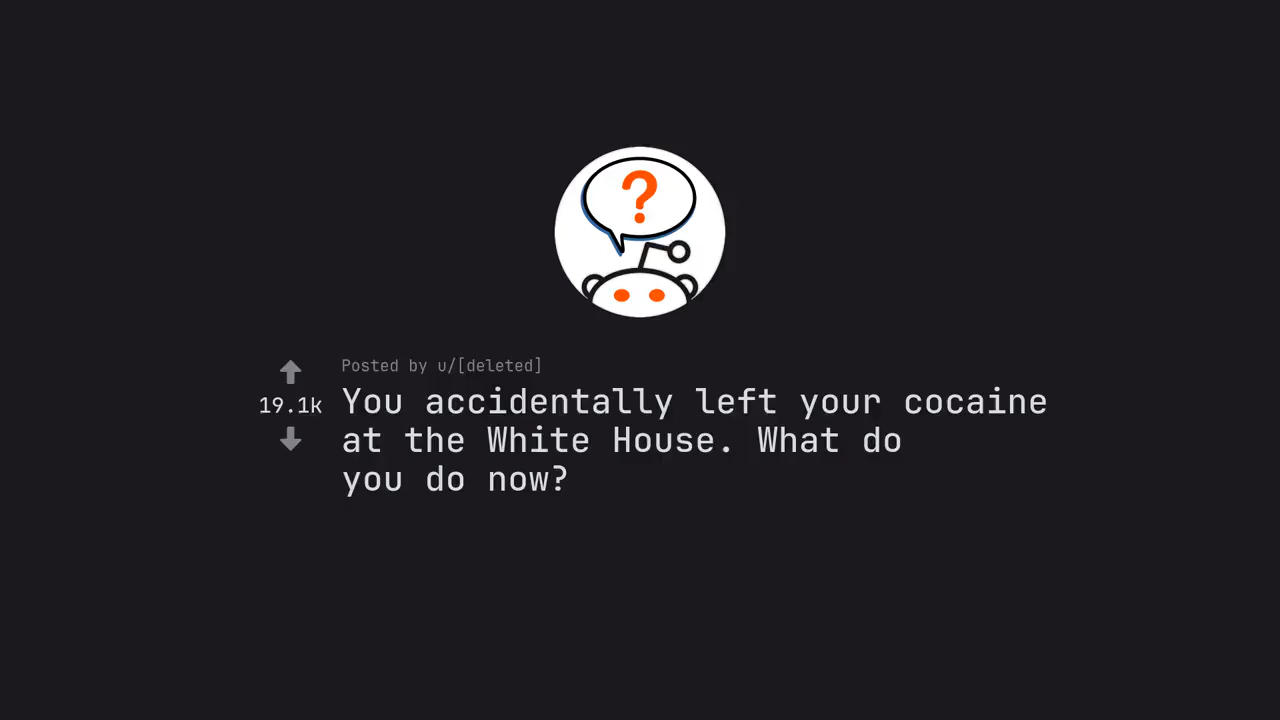 ?
Posted by u/[deleted]
19.1k
You accidentally left your cocaine
at the White House. What do
you do now?